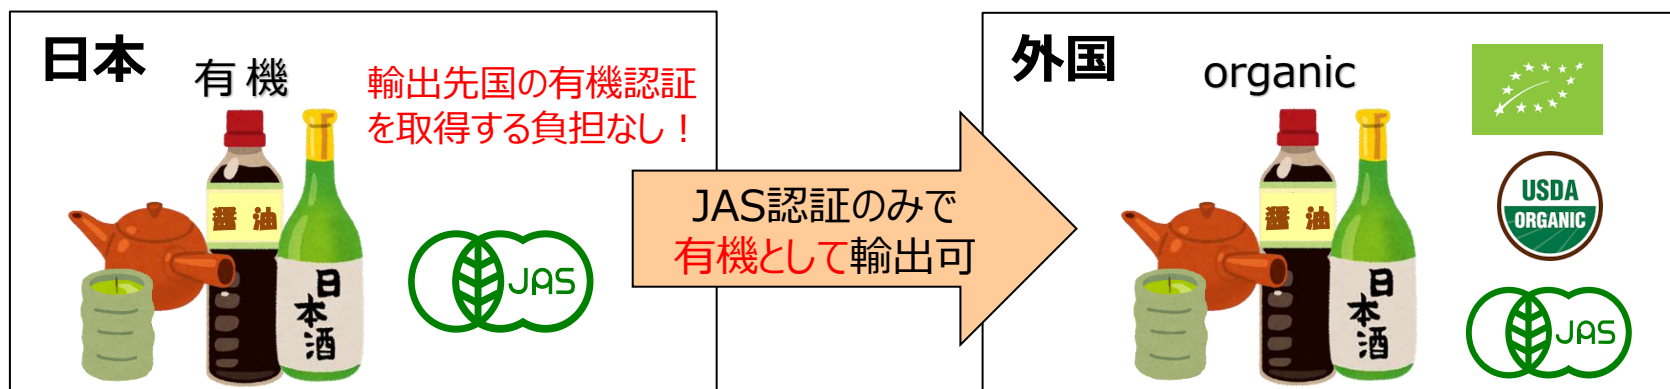 日本
有機
輸出先国の有機認証
を取得する負担なし！
醤油
日本酒
JAS
JAS認証のみで
有機として輸出可
外国
organic
醤油
日本酒
USDA
ORGANIC
JAS